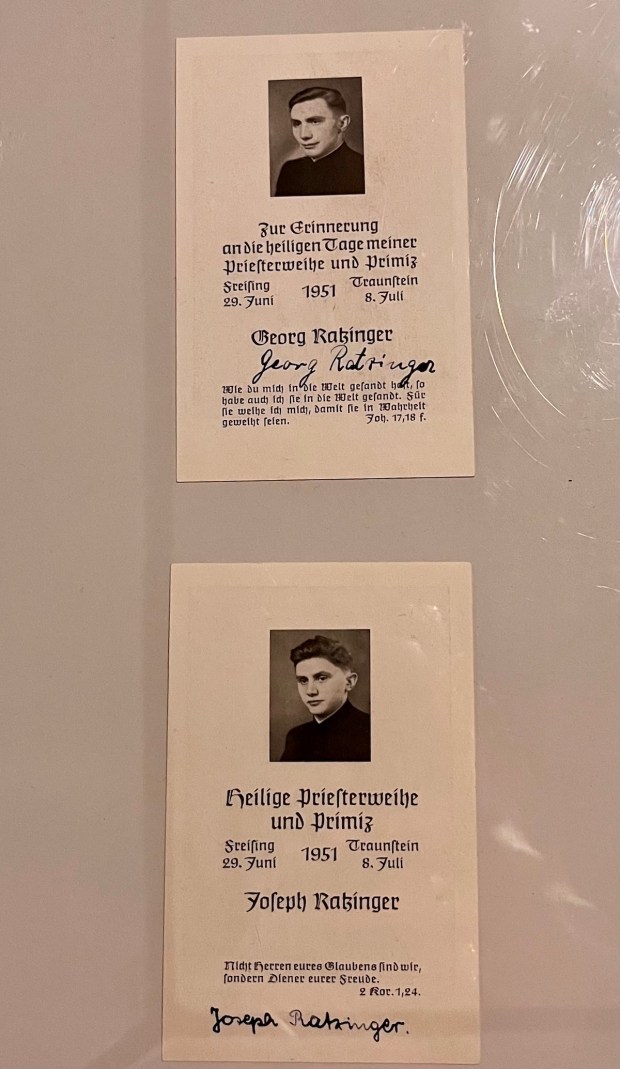 Zur Erinnerung
an die heiligen Tage meiner
Priesterweihe und Primiz
Freising 1951 Traunstein
29. Juni 8. Juli
Georg Ratzinger
Georg Ratzinger
Wie du mich in die Welt gesandt hast, so
habe auch ich sie in die Welt gesandt. Für
sie weihe ich mich, damit sie in Wahrheit
geweiht seien. Joh. 17,18 f.
Heilige Priesterweihe
und Primiz
Freising 1951 Traunstein
29. Juni 8. Juli
Joseph Ratzinger
Nicht Herren eures Glaubens sind wir,
sondern Diener eurer Freude.
2 Kor. 1,24.
Joseph Ratzinger.